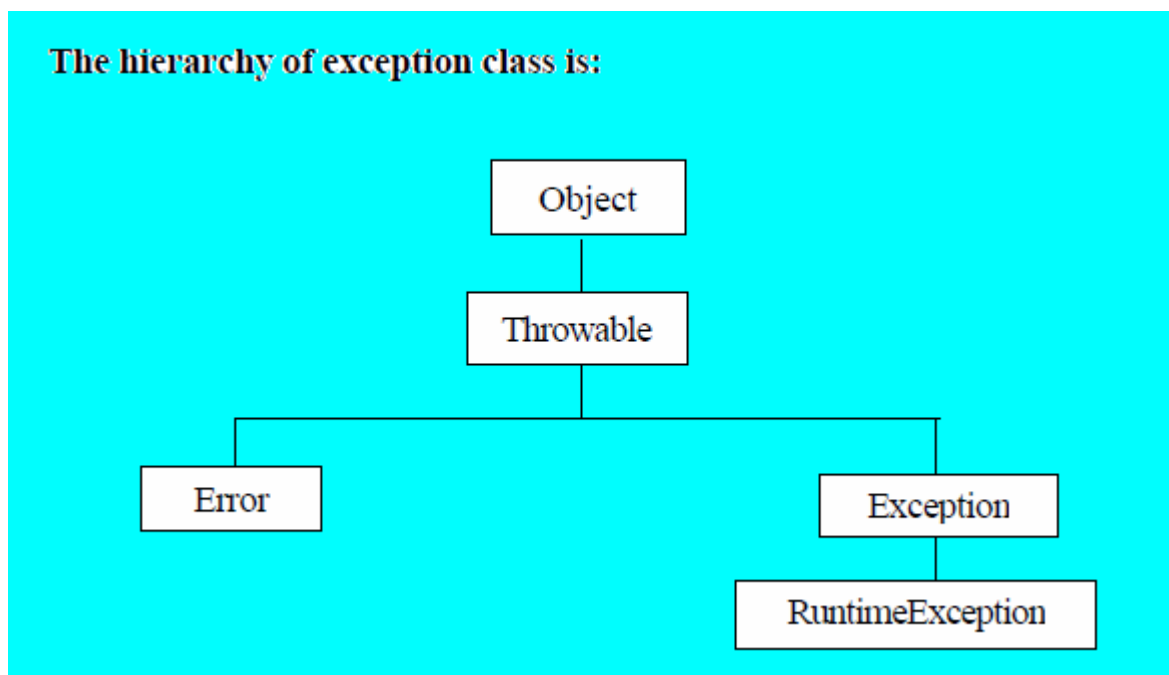 The hierarchy of exception class is:
Object
Throwable
Error
Exception
RuntimeException